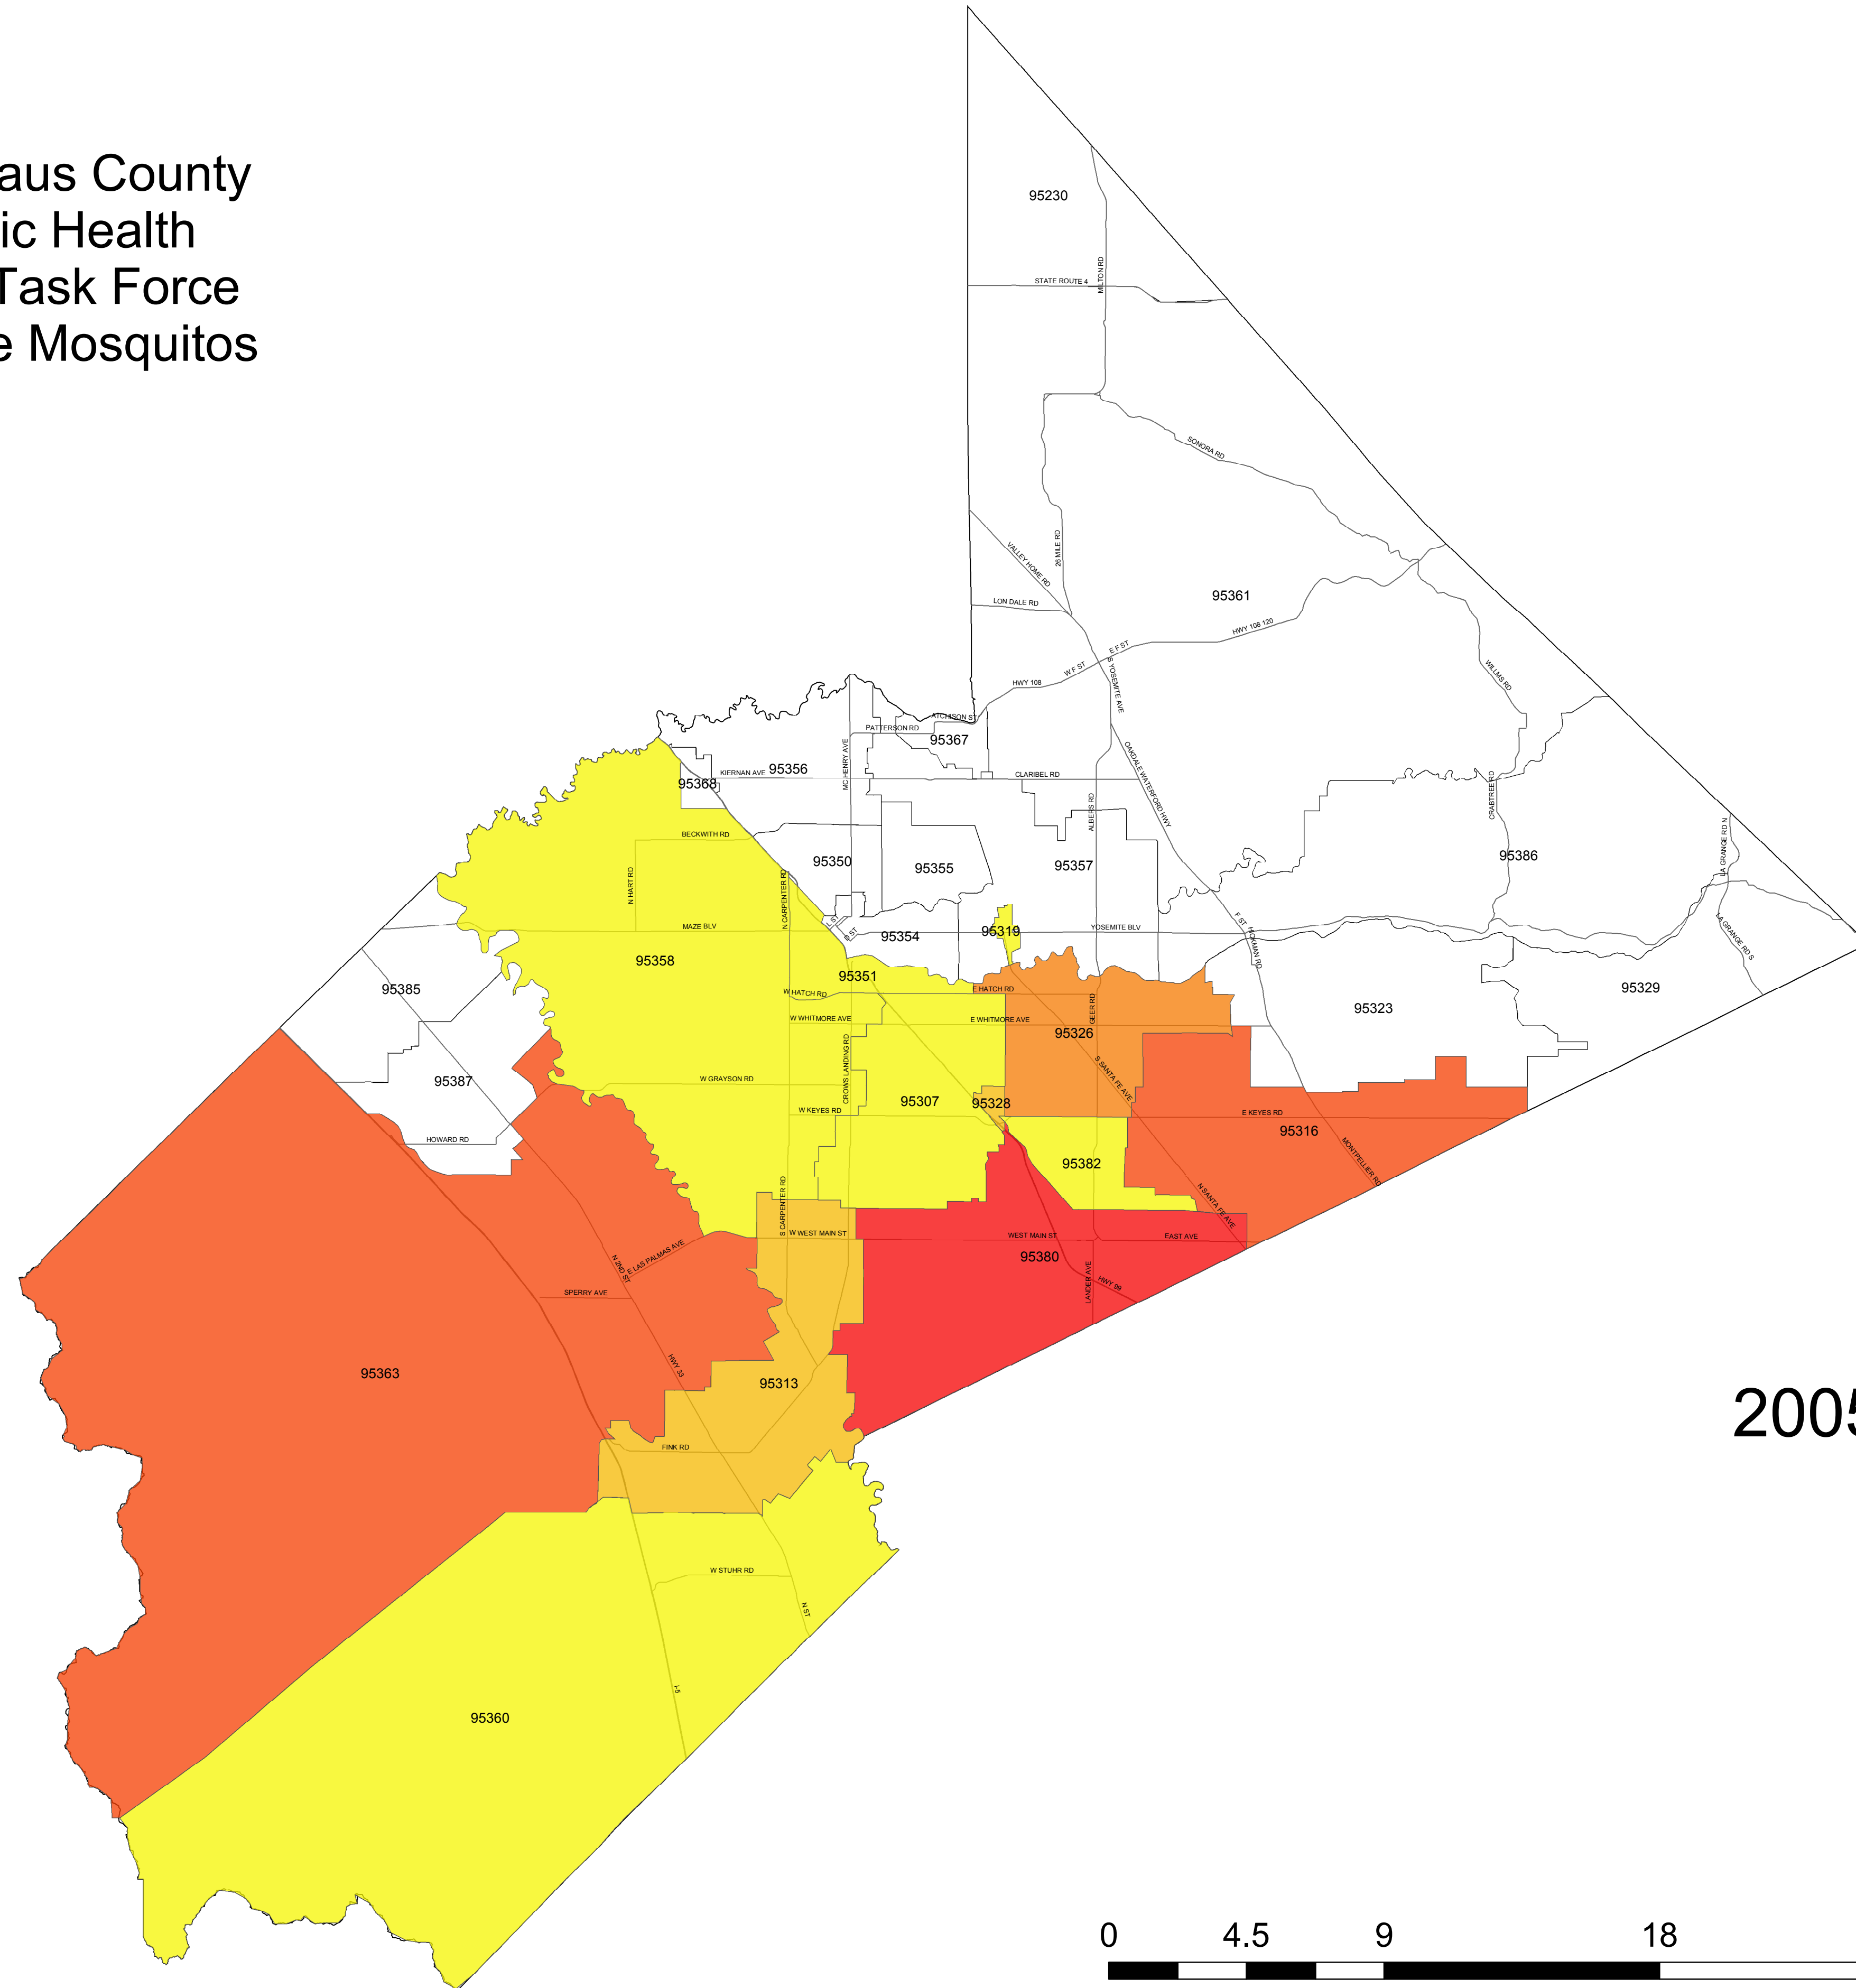 aus County
ic Health
Task Force
e Mosquitos
95230
STATE ROUTE 4
MILTON RD
SONORA RD
VALLEY HOME RD
26 MILE RD
LON DALE RD
95361
HWY 108 120
E F ST
W F ST
HWY 108
S YOSEMITE AVE
WILLMS RD
ATCHISON ST
PATTERSON RD
95367
MC HENRY AVE
KIERNAN AVE
95356
95368
CLARIBEL RD
OAKDALE WATERFORD HWY
ALBERS RD
CRABTREE RD
BECKWITH RD
N HART RD
N CARPENTER RD
95350
95355
95357
95386
LA GRANGE RD N
LA GRANGE RD S
MAZE BLV
L ST
D ST
95354
95319
YOSEMITE BLV
F ST
HICKMAN RD
95358
95351
95385
W HATCH RD
E HATCH RD
GEER RD
95329
95323
W WHITMORE AVE
E WHITMORE AVE
95326
CROWS LANDING RD
S SANTA FE AVE
95387
W GRAYSON RD
95307
95328
W KEYES RD
E KEYES RD
95316
HOWARD RD
MONTPELLIER RD
95382
S CARPENTER RD
N SANTA FE AVE
W WEST MAIN ST
WEST MAIN ST
EAST AVE
95380
N 2ND ST
E LAS PALMAS AVE
LANDER AVE
HWY 99
SPERRY AVE
HWY 33
95363
95313
2005
FINK RD
W STUHR RD
N ST
I-5
95360
0
4.5
9
18